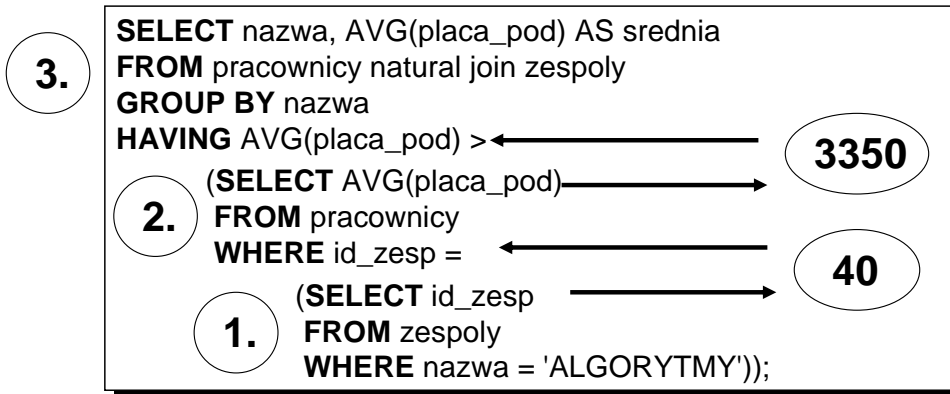 SELECT nazwa, AVG(placa_pod) AS srednia
3. FROM pracownicy natural join zespoly
GROUP BY nazwa
HAVING AVG(placa_pod) >
3350
(SELECT AVG(placa_pod)
2. FROM pracownicy
WHERE id_zesp =
40
(SELECT id_zesp
1. FROM zespoly
WHERE nazwa = 'ALGORYTMY'));